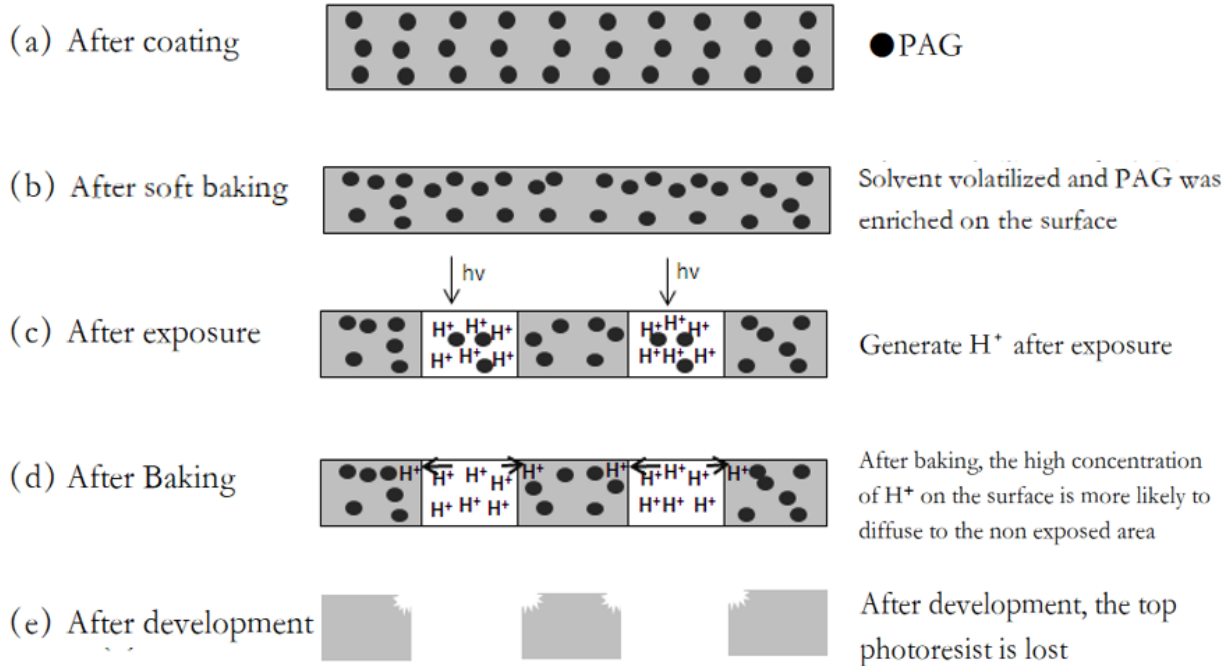 (a) After coating
●PAG
(b) After soft baking
Solvent volatilized and PAG was
enriched on the surface
hv
hv
(c) After exposure
H⁺ H⁺ H⁺
H⁺ H⁺ H⁺
H⁺ H⁺ H⁺
H⁺ H⁺ H⁺
Generate H⁺ after exposure
(d) After Baking
H⁺ H⁺ H⁺ H⁺ H⁺ H⁺ H⁺ H⁺ H⁺ H⁺
H⁺ H⁺ H⁺
H⁺ H⁺ H⁺
After baking, the high concentration
of H⁺ on the surface is more likely to
diffuse to the non exposed area
(e) After development
After development, the top
photoresist is lost